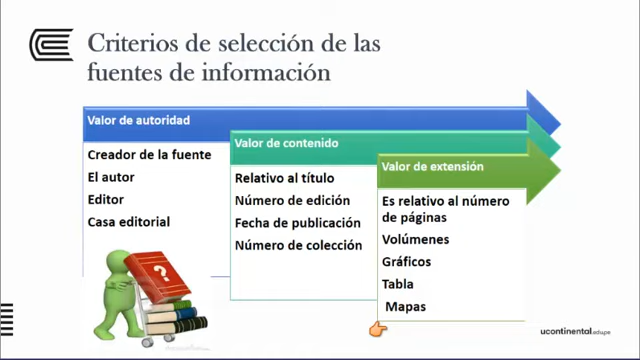 Criterios de selección de las
fuentes de información
Valor de autoridad
Creador de la fuente
El autor
Editor
Casa editorial
Valor de contenido
Relativo al título
Número de edición
Fecha de publicación
Número de colección
Valor de extensión
Es relativo al número
de páginas
Volúmenes
Gráficos
Tabla
Mapas
?
ucontinental.edu.pe